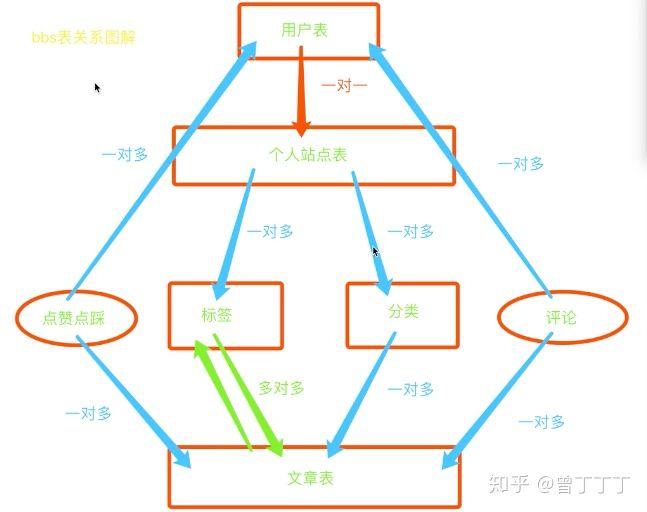 bbs表关系图解
用户表
一对一
个人站点表
一对多
一对多
一对多
一对多
点赞点踩
标签
分类
评论
多对多
一对多
一对多
一对多
文章表
知乎 @曾丁丁丁